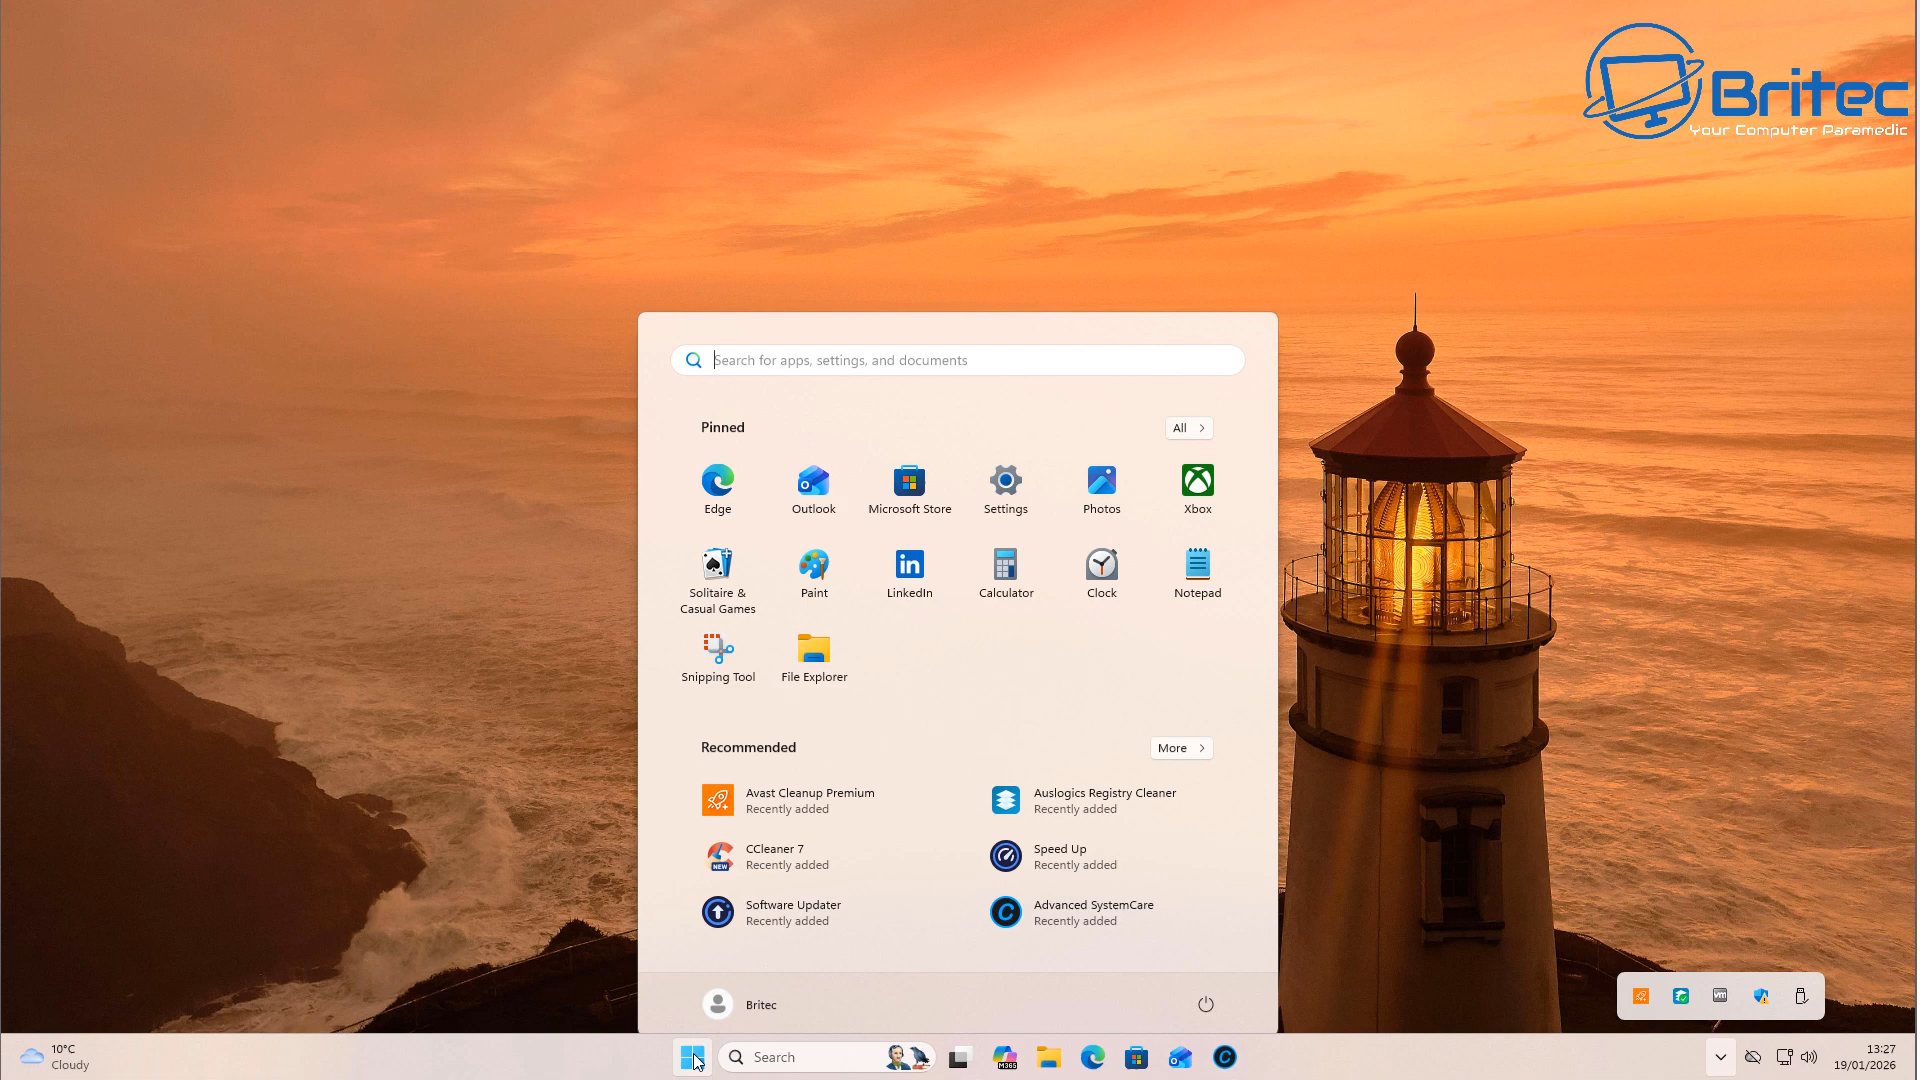 Britec
Your Computer Paramedic
Search for apps, settings, and documents
Pinned
All
Edge
Outlook
Microsoft Store
Settings
Photos
Xbox
Solitaire &
Casual Games
Paint
LinkedIn
Calculator
Clock
Notepad
Snipping Tool
File Explorer
Recommended
More
Avast Cleanup Premium
Recently added
Auslogics Registry Cleaner
Recently added
CCleaner 7
Recently added
Speed Up
Recently added
Software Updater
Recently added
Advanced SystemCare
Recently added
Britec
10°C
Cloudy
Search
13:27
19/01/2026
NEW
M365
vm